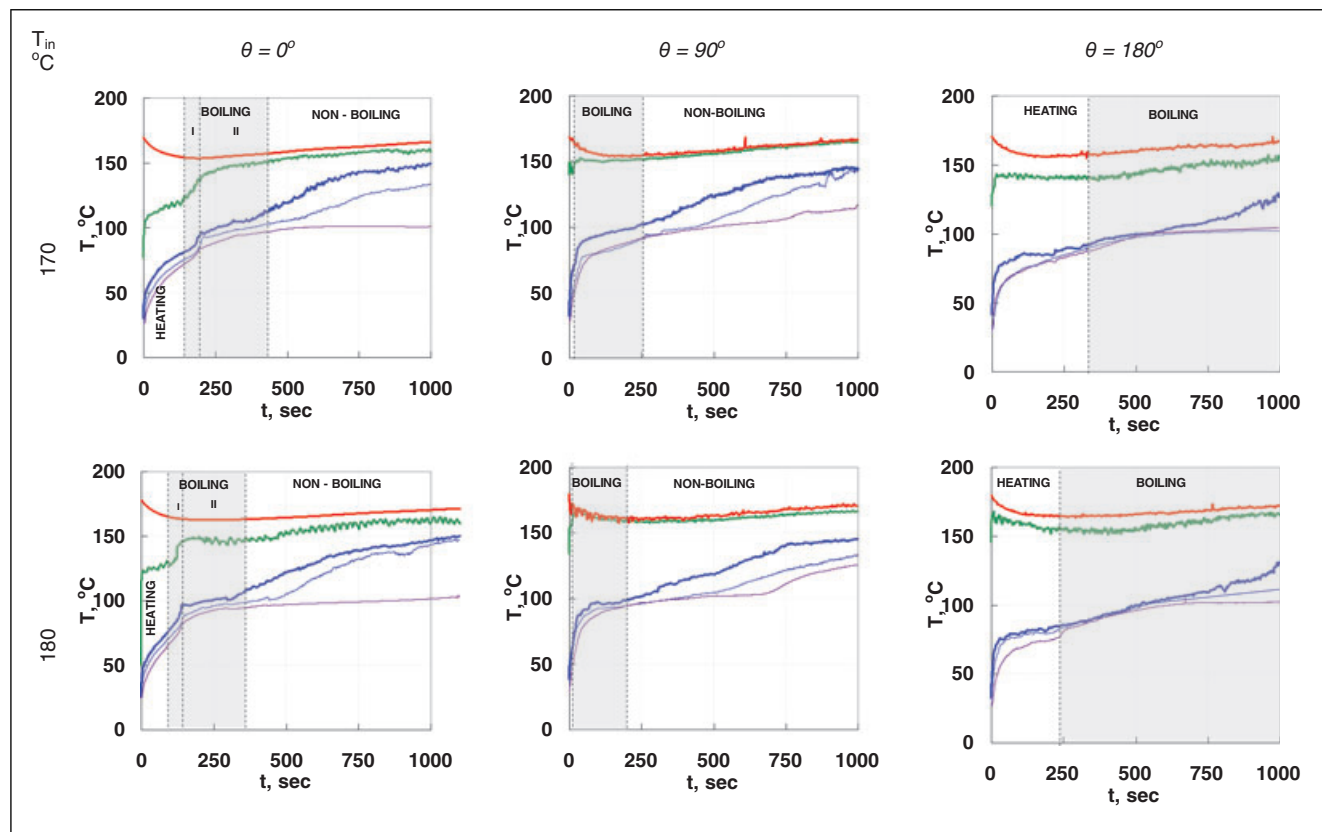 T_in
°C
θ = 0°
θ = 90°
θ = 180°
170
200
150
100
50
0
T, °C
BOILING
I II
NON - BOILING
HEATING
0 250 500 750 1000
t, sec
200
150
100
50
0
T, °C
BOILING
NON-BOILING
0 250 500 750 1000
t, sec
200
150
100
50
0
T, °C
HEATING
BOILING
0 250 500 750 1000
t, sec
180
200
150
100
50
0
T, °C
BOILING
I II
NON - BOILING
HEATING
0 250 500 750 1000
t, sec
200
150
100
50
0
T, °C
BOILING
NON-BOILING
0 250 500 750 1000
t, sec
200
150
100
50
0
T, °C
HEATING
BOILING
0 250 500 750 1000
t, sec